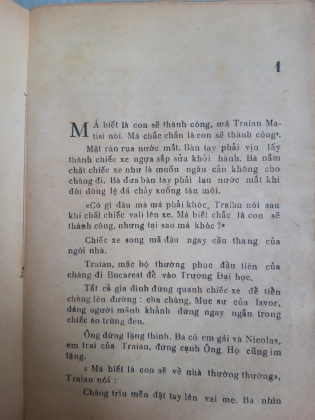 1
MÁ biết là con sẽ thành công, má Traian Ma-
tisi nói. Má chắc chắn là con sẽ thành công».
Mặt vẫn rụa nước mắt. Bàn tay phải vịn lấy
thành chiếc xe ngựa sắp sửa khởi hành. Bà nắm
chặt chiếc xe như là muốn ngăn cản không cho
chàng đi. Bà đưa bàn tay phải lau nước mắt khi
đôi dòng lệ đã chảy xuống tận môi.
«Có gì đâu mà má phải khóc, Traian nói sau
khi chất chiếc vali lên xe. Má biết chắc là con sẽ
thành công, nhưng tại sao má khóc ?»
Chiếc xe song mã đậu ngay cầu thang của
ngôi nhà.
Traian, mặc bộ thường phục đầu tiên của
chàng đi Bucarest để vào Trường Đại học,
Tất cả gia đình đứng quanh chiếc xe để tiễn
chàng lên đường : cha chàng, Mục sư của Isvor,
dáng người mảnh khảnh đứng ngay ngắn trong
chiếc áo trùng đen.
Ông đứng lặng thinh. Ba cô em gái và Nicolas,
em trai của Traian, đứng cạnh Ông. Họ cũng im
lặng.
« Má biết là con sẽ về nhà thường thường»,
Traian nói :
Chàng trìu mến đặt tay lên vai mẹ. Bà nhìn